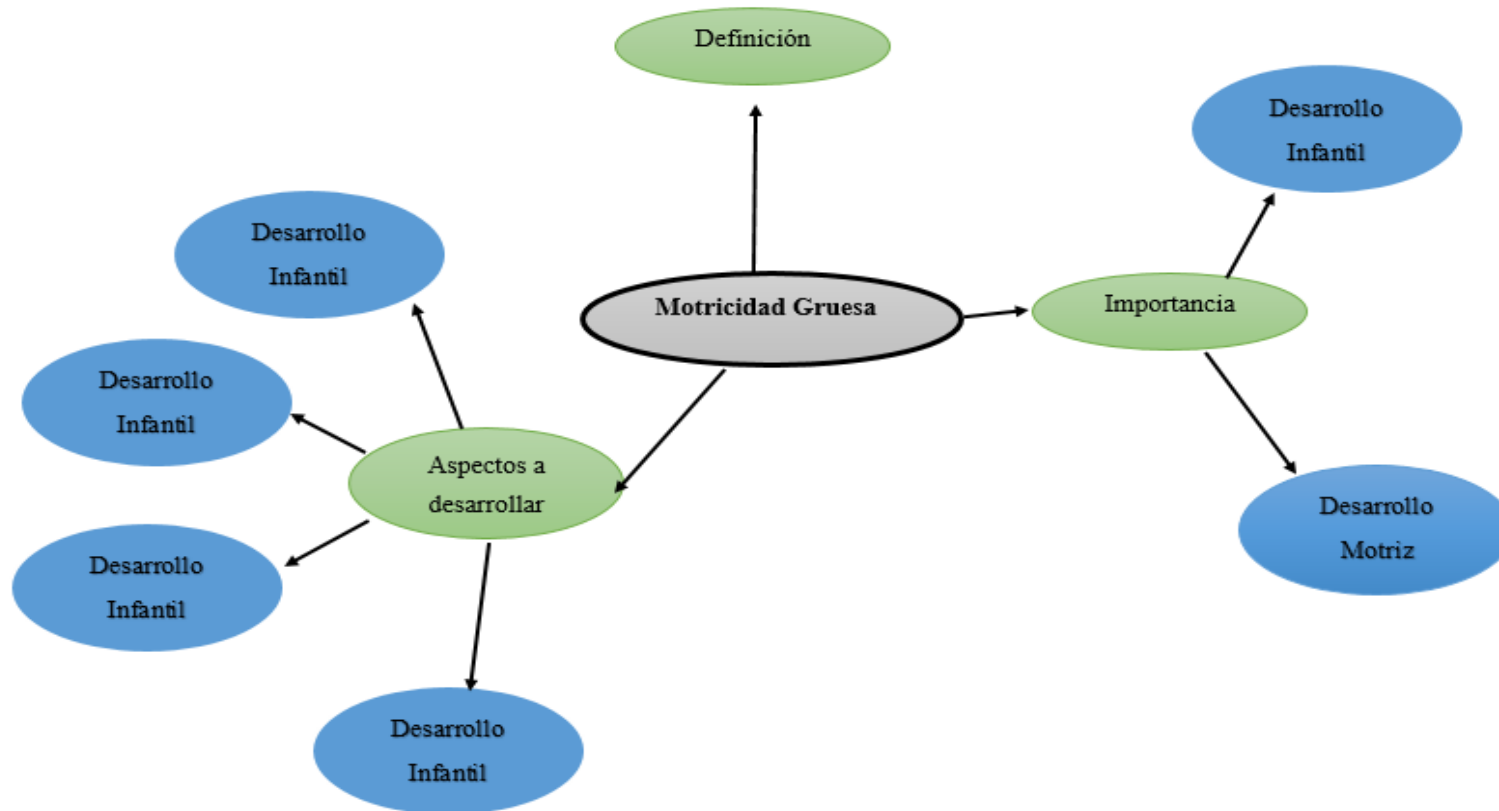 Definición
Desarrollo
Infantil
Desarrollo
Infantil
Motricidad Gruesa
Importancia
Desarrollo
Infantil
Aspectos a
desarrollar
Desarrollo
Motriz
Desarrollo
Infantil
Desarrollo
Infantil